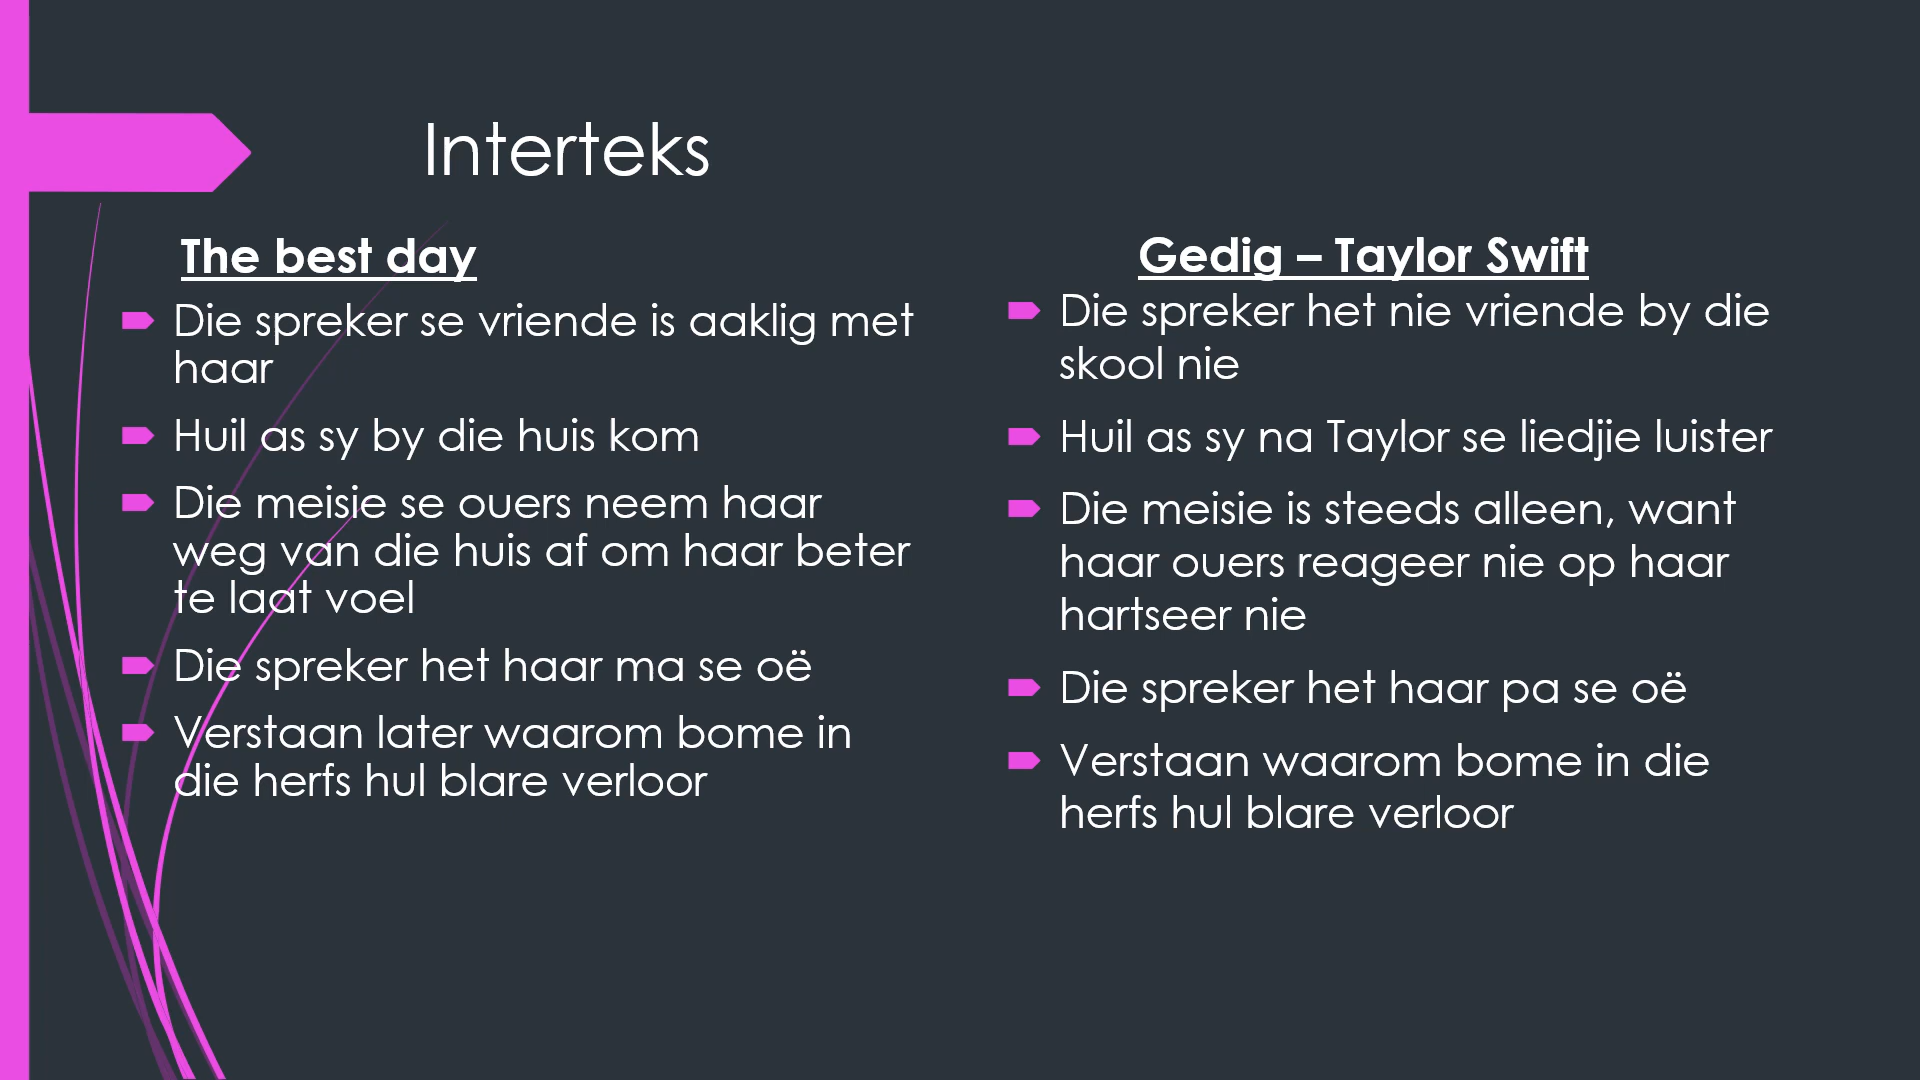 Interteks
The best day
Die spreker se vriende is aaklig met
haar
Huil as sy by die huis kom
Die meisie se ouers neem haar
weg van die huis af om haar beter
te laat voel
Die spreker het haar ma se oë
Verstaan later waarom bome in
die herfs hul blare verloor
Gedig – Taylor Swift
Die spreker het nie vriende by die
skool nie
Huil as sy na Taylor se liedjie luister
Die meisie is steeds alleen, want
haar ouers reageer nie op haar
hartseer nie
Die spreker het haar pa se oë
Verstaan waarom bome in die
herfs hul blare verloor